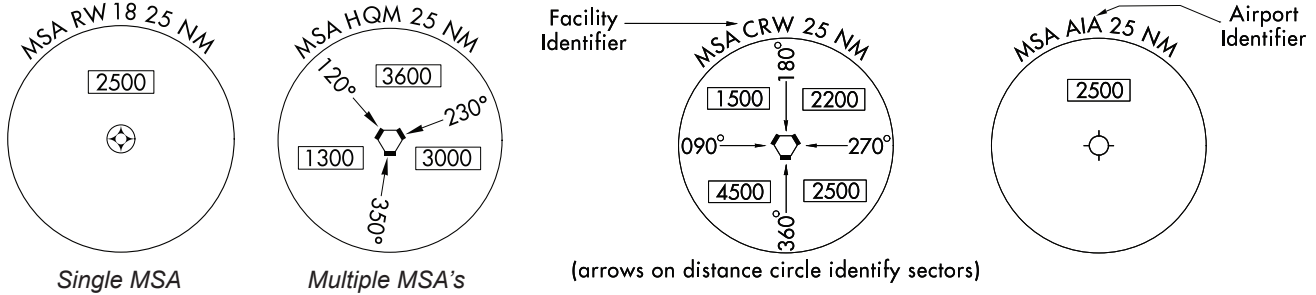 MSA RW 18 25 NM
2500
Single MSA
MSA HQM 25 NM
3600
120°
230°
1300
3000
350°
Multiple MSA's
Facility
Identifier
MSA CRW 25 NM
180°
1500
2200
090°
270°
4500
2500
360°
(arrows on distance circle identify sectors)
Airport
Identifier
MSA AIA 25 NM
2500